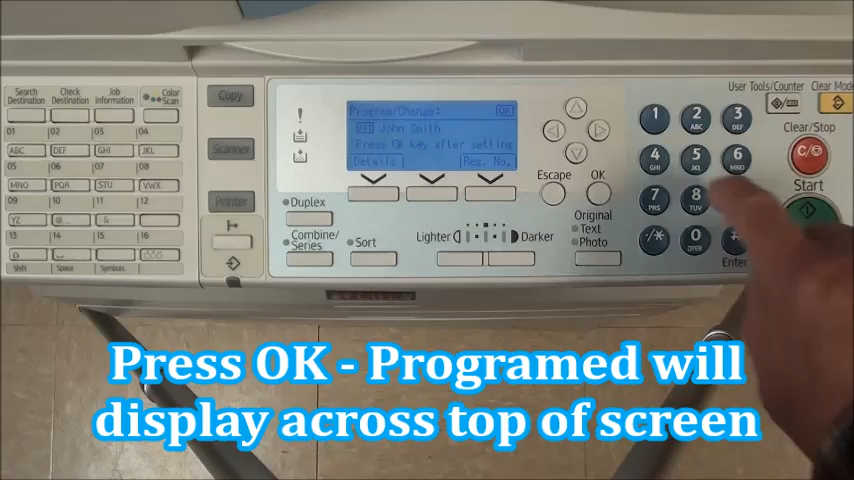 User Tools/Counter
Clear Modes
Search Destination
Check Destination
Job Information
Color Scan
01 02 03 04
ABC DEF GHI JKL
05 06 07 08
MNO PQR STU VWX
09 10 11 12
YZ @._ -&
13 14 15 16
Shift Space Symbols
Copy
Scanner
Printer
Program/Change: OK
001 John Smith
Press OK key after setting
Details Res. No.
Duplex
Combine/
Series
Sort
Lighter Darker
Escape OK
Original
Text
Photo
1 2 ABC 3 DEF
4 GHI 5 JKL 6 MNO
7 PRS 8 TUV
./* 0 OPER #
Enter
Clear/Stop
C/
Start
Press OK - Programed will
display across top of screen